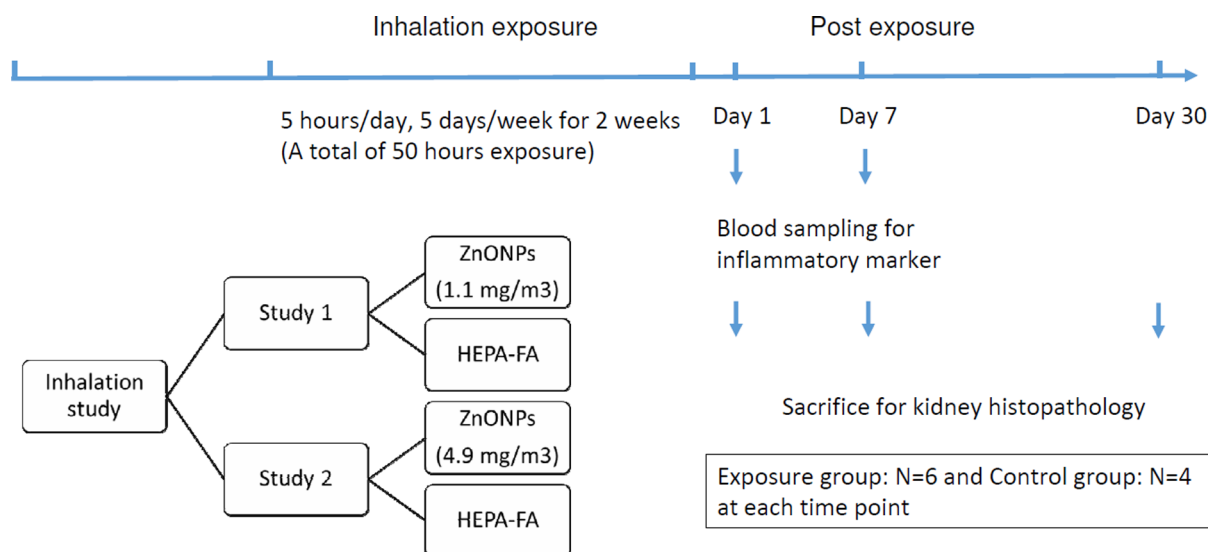 Inhalation exposure
Post exposure
5 hours/day, 5 days/week for 2 weeks
(A total of 50 hours exposure)
Day 1
Day 7
Day 30
Blood sampling for
inflammatory marker
Sacrifice for kidney histopathology
Exposure group: N=6 and Control group: N=4
at each time point
Inhalation
study
Study 1
ZnONPs
(1.1 mg/m3)
HEPA-FA
Study 2
ZnONPs
(4.9 mg/m3)
HEPA-FA